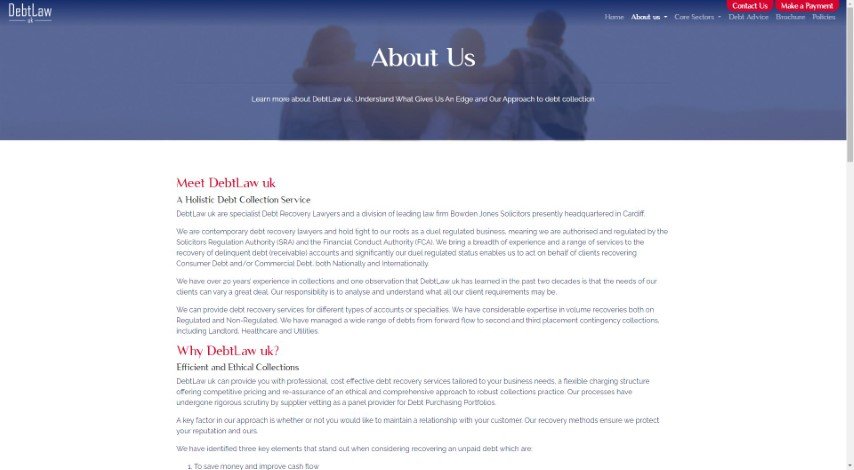 DebtLaw
uk
Contact Us
Make a Payment
Home
About us
Core Sectors
Debt Advice
Brochure
Policies
About Us
Learn more about DebtLaw uk, Understand What Gives Us An Edge and Our Approach to debt collection
Meet DebtLaw uk
A Holistic Debt Collection Service
DebtLaw uk are specialist Debt Recovery Lawyers and a division of leading law firm Bowden Jones Solicitors presently headquartered in Cardiff.
We are contemporary debt recovery lawyers and hold tight to our roots as a duel regulated business, meaning we are authorised and regulated by the
Solicitors Regulation Authority (SRA) and the Financial Conduct Authority (FCA). We bring a breadth of experience and a range of services to the
recovery of delinquent debt (receivable) accounts and significantly our duel regulated status enables us to act on behalf of clients recovering
Consumer Debt and/or Commercial Debt, both Nationally and Internationally.
We have over 20 years' experience in collections and one observation that DebtLaw uk has learned in the past two decades is that the needs of our
clients can vary a great deal. Our responsibility is to analyse and understand what all our client requirements may be.
We can provide debt recovery services for different types of accounts or specialties. We have considerable expertise in volume recoveries both on
Regulated and Non-Regulated. We have managed a wide range of debts from forward flow to second and third placement contingency collections,
including Landlord, Healthcare and Utilities.
Why DebtLaw uk?
Efficient and Ethical Collections
DebtLaw uk can provide you with professional, cost effective debt recovery services tailored to your business needs, a flexible charging structure
offering competitive pricing and re-assurance of an ethical and comprehensive approach to robust collections practice. Our processes have
undergone rigorous scrutiny by supplier vetting as a panel provider for Debt Purchasing Portfolios.
A key factor in our approach is whether or not you would like to maintain a relationship with your customer. Our recovery methods ensure we protect
your reputation and ours.
We have identified three key elements that stand out when considering recovering an unpaid debt which are;
1. To save money and improve cash flow